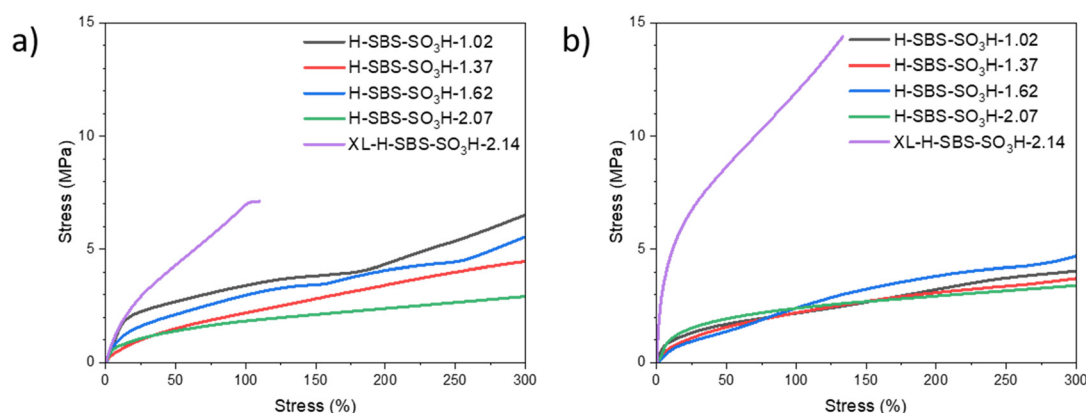 a)
15
10
5
0
Stress (MPa)
H-SBS-SO₃H-1.02
H-SBS-SO₃H-1.37
H-SBS-SO₃H-1.62
H-SBS-SO₃H-2.07
XL-H-SBS-SO₃H-2.14
0 50 100 150 200 250 300
Stress (%)
b)
15
10
5
0
Stress (MPa)
H-SBS-SO₃H-1.02
H-SBS-SO₃H-1.37
H-SBS-SO₃H-1.62
H-SBS-SO₃H-2.07
XL-H-SBS-SO₃H-2.14
0 50 100 150 200 250 300
Stress (%)